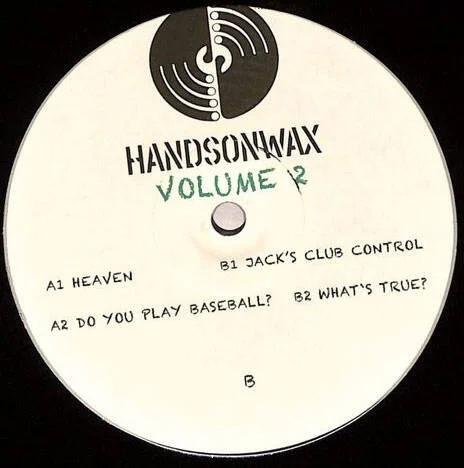 HANDSONWAX
VOLUME 2
A1 HEAVEN
B1 JACK'S CLUB CONTROL
A2 DO YOU PLAY BASEBALL?
B2 WHAT'S TRUE?
B